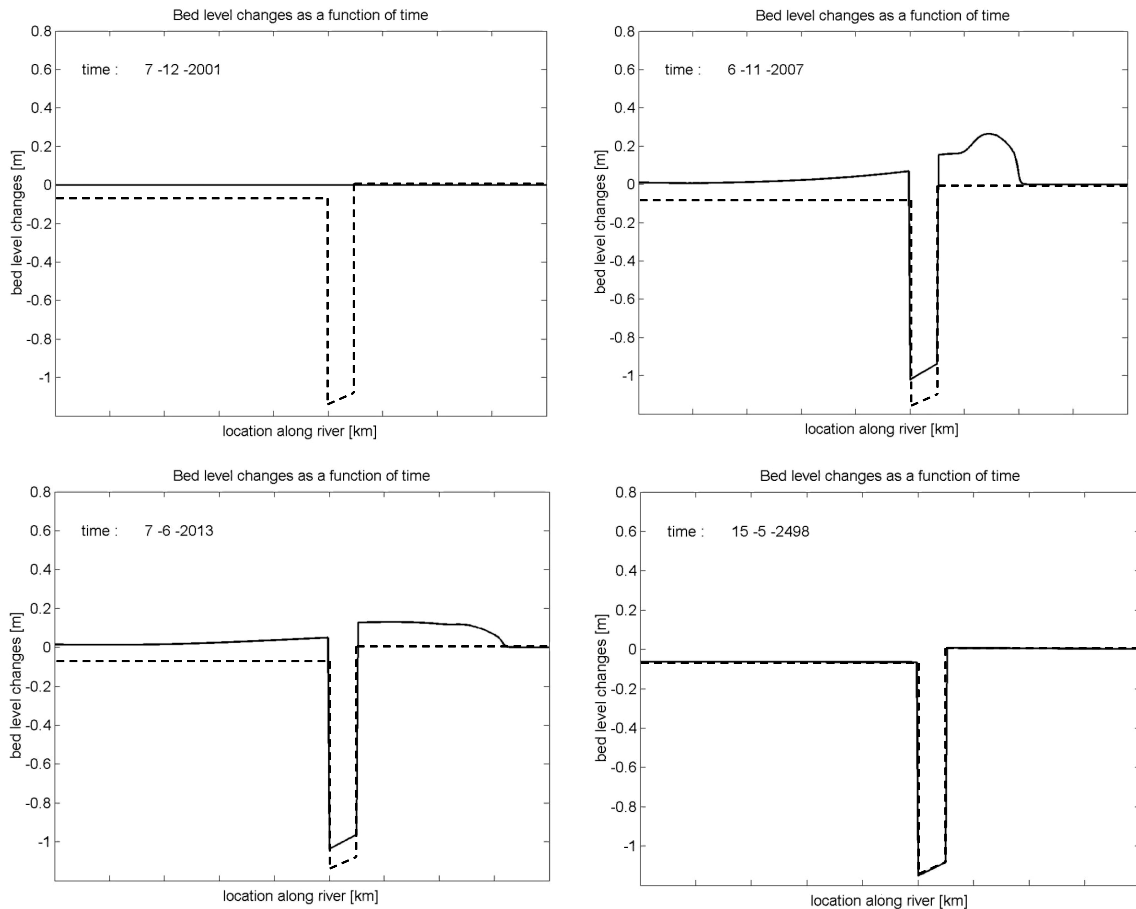 Bed level changes as a function of time
0.8
time : 7 -12 -2001
0.6
0.4
0.2
0
-0.2
-0.4
-0.6
-0.8
-1
bed level changes [m]
location along river [km]
Bed level changes as a function of time
0.8
time : 6 -11 -2007
0.6
0.4
0.2
0
-0.2
-0.4
-0.6
-0.8
-1
bed level changes [m]
location along river [km]
Bed level changes as a function of time
0.8
time : 7 -6 -2013
0.6
0.4
0.2
0
-0.2
-0.4
-0.6
-0.8
-1
bed level changes [m]
location along river [km]
Bed level changes as a function of time
0.8
time : 15 -5 -2498
0.6
0.4
0.2
0
-0.2
-0.4
-0.6
-0.8
-1
bed level changes [m]
location along river [km]